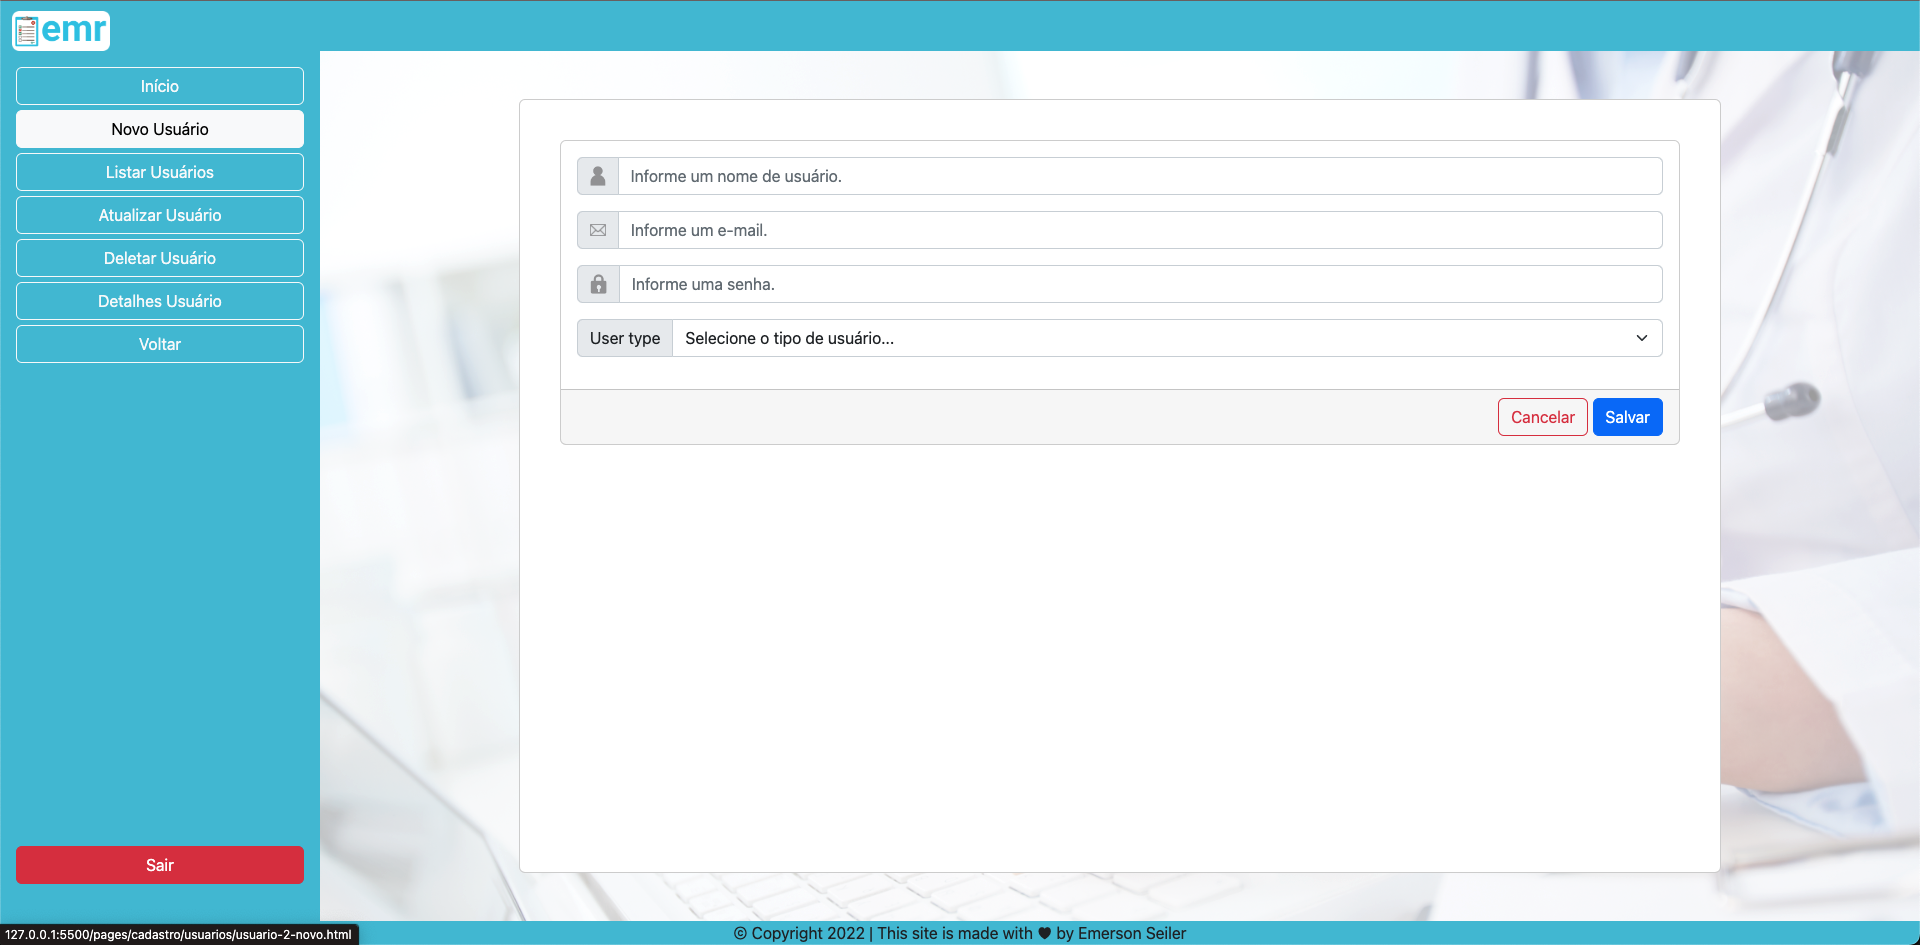 emr
Início
Novo Usuário
Listar Usuários
Atualizar Usuário
Deletar Usuário
Detalhes Usuário
Voltar
Sair
Informe um nome de usuário.
Informe um e-mail.
Informe uma senha.
User type Selecione o tipo de usuário...
Cancelar Salvar
127.0.0.1:5500/pages/cadastro/usuarios/usuario-2-novo.html
© Copyright 2022 | This site is made with ♥ by Emerson Seiler